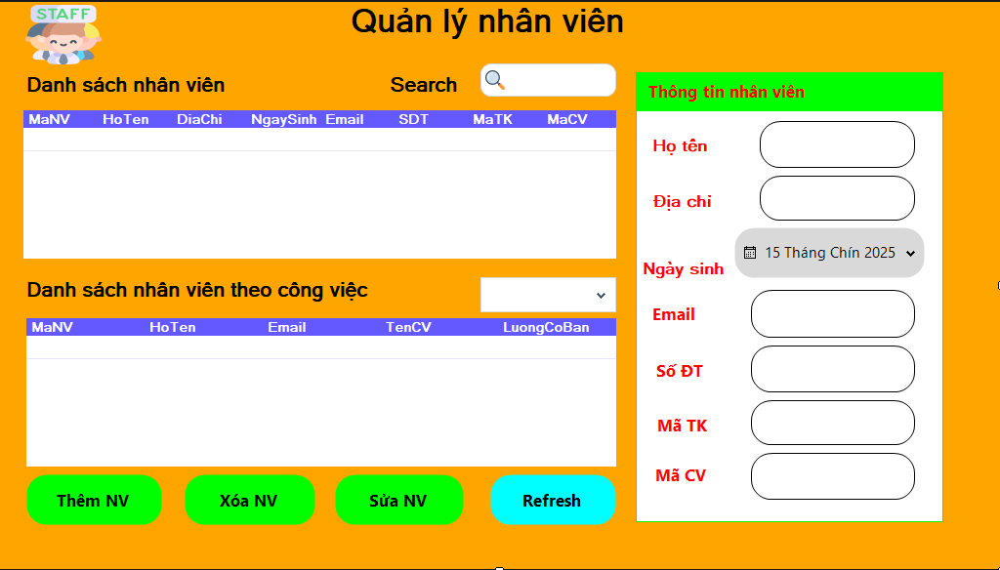 STAFF
Quản lý nhân viên
Danh sách nhân viên
Search
MaNV HoTen DiaChi NgaySinh Email SDT MaTK MaCV
Danh sách nhân viên theo công việc
MaNV HoTen Email TenCV LuongCoBan
Thêm NV
Xóa NV
Sửa NV
Refresh
Thông tin nhân viên
Họ tên
Địa chỉ
Ngày sinh
15 Tháng Chín 2025
Email
Số ĐT
Mã TK
Mã CV